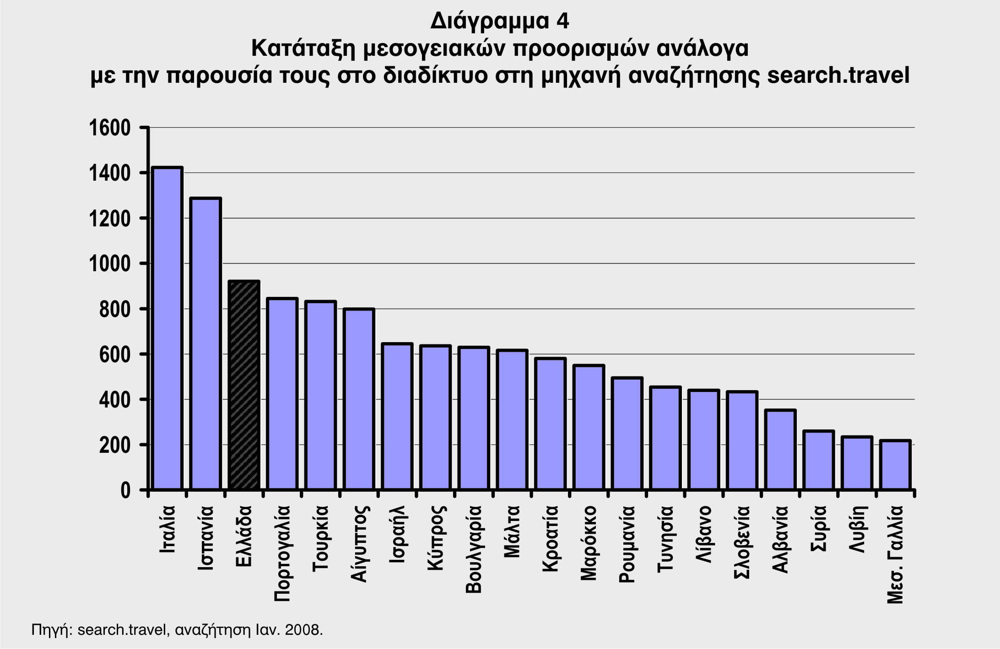 Διάγραμμα 4
Κατάταξη μεσογειακών προορισμών ανάλογα
με την παρουσία τους στο διαδίκτυο στη μηχανή αναζήτησης search.travel
1600
1400
1200
1000
800
600
400
200
0
Ιταλία
Ισπανία
Ελλάδα
Πορτογαλία
Τουρκία
Αίγυπτος
Ισραήλ
Κύπρος
Βουλγαρία
Μάλτα
Κροατία
Μαρόκκο
Ρουμανία
Τυνησία
Λίβανο
Σλοβενία
Αλβανία
Συρία
Λυβίη
Μεσ. Γαλλία
Πηγή: search.travel, αναζήτηση Ιαν. 2008.